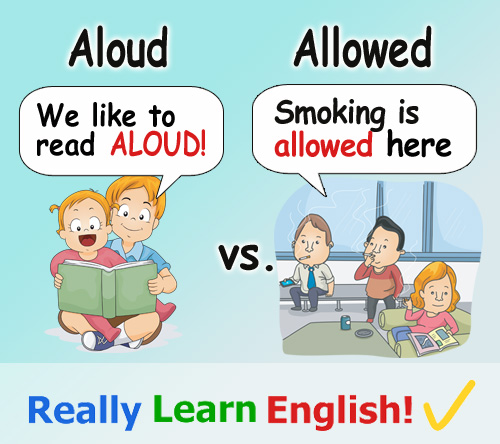 Aloud
Allowed
We like to
read ALOUD!
Smoking is
allowed here
vs.
Really Learn English!